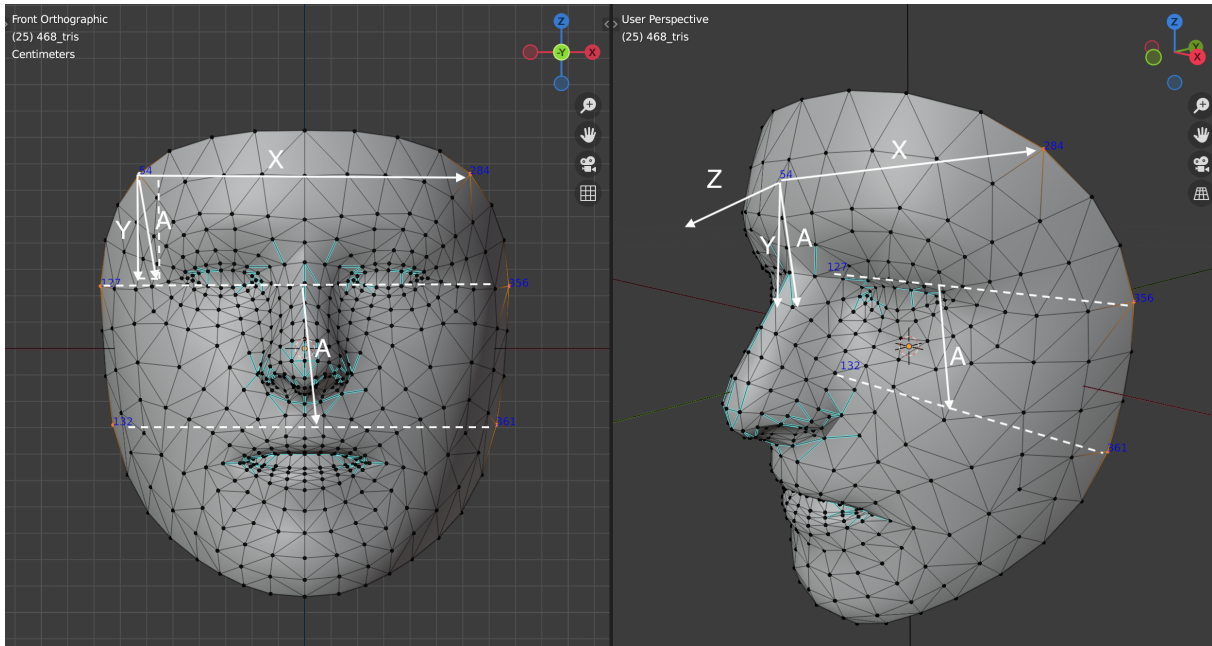 Front Orthographic
(25) 468_tris
Centimeters
Z
-Y
X
54
X
284
Y
A
127
356
A
132
361
User Perspective
(25) 468_tris
Z
Y
X
284
X
Z
54
Y
A
127
356
132
A
361